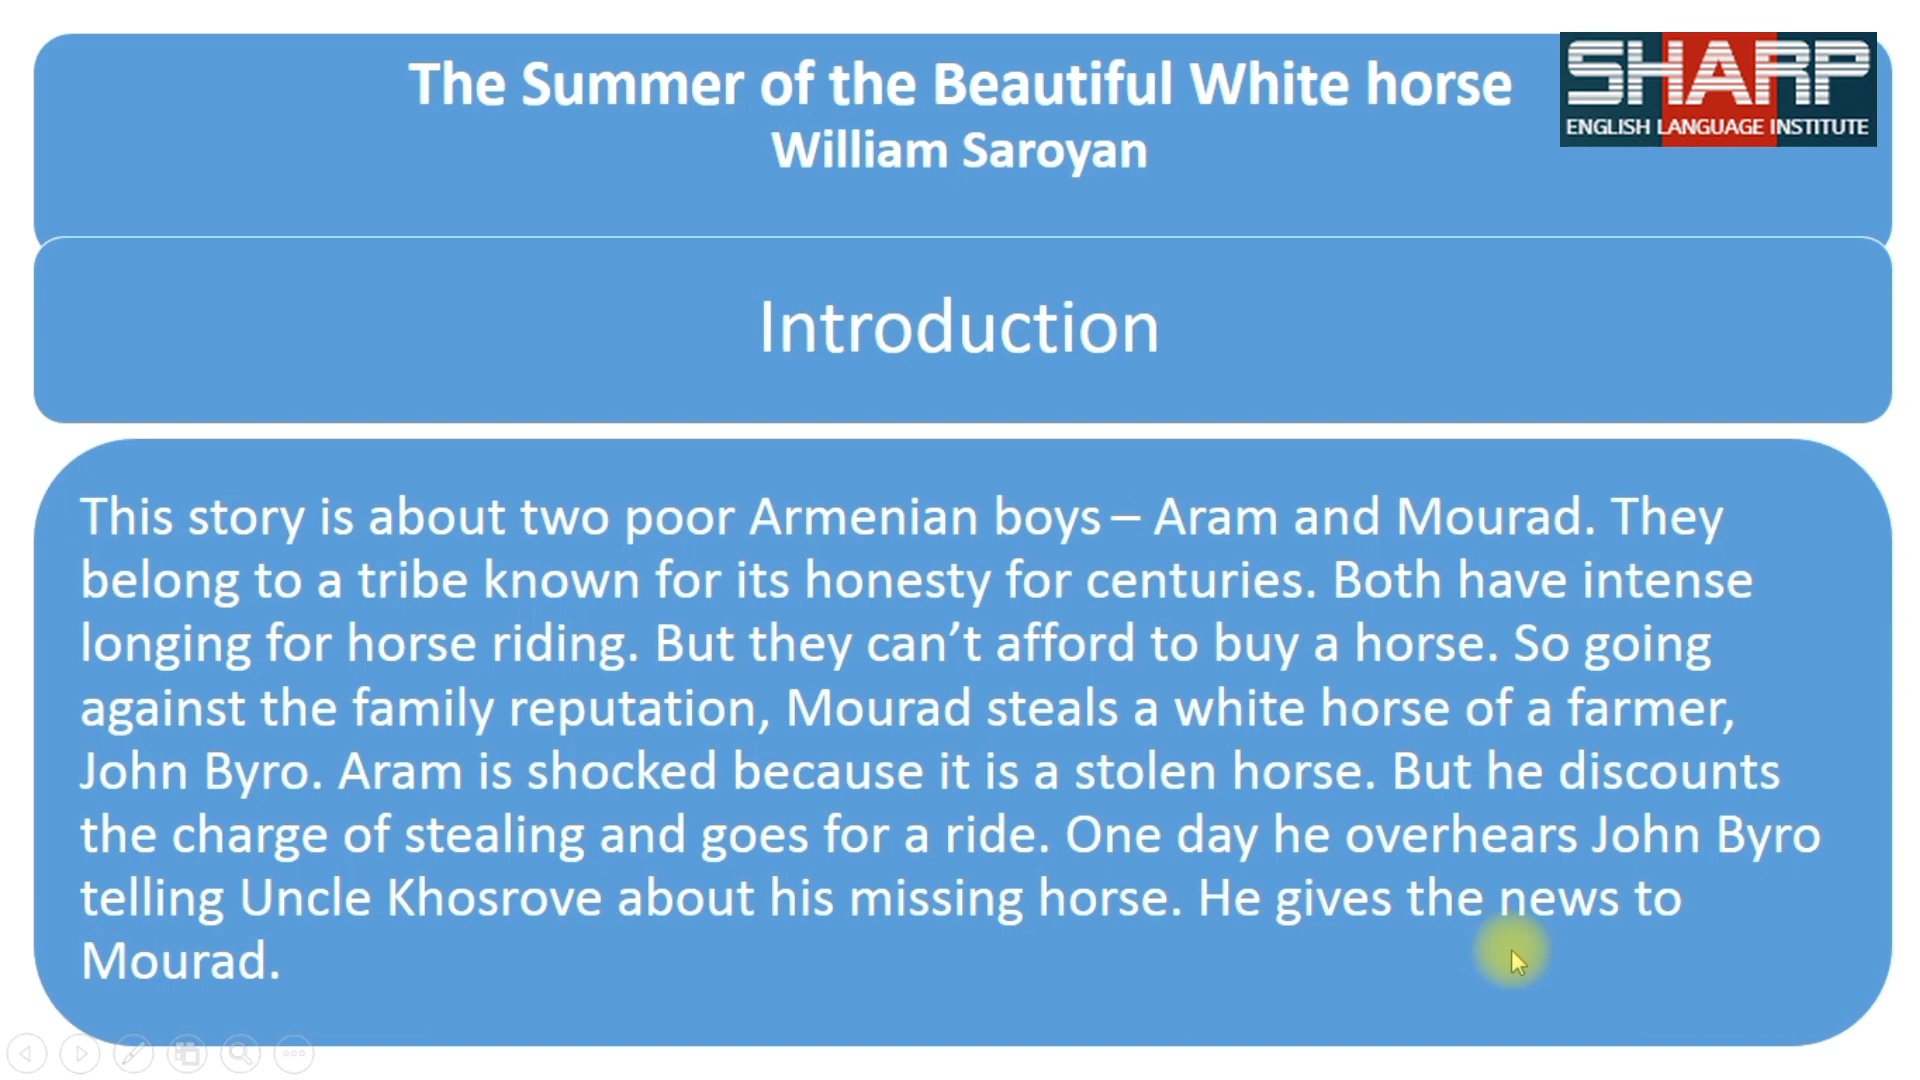 The Summer of the Beautiful White horse
William Saroyan
SHARP
ENGLISH LANGUAGE INSTITUTE
Introduction
This story is about two poor Armenian boys – Aram and Mourad. They
belong to a tribe known for its honesty for centuries. Both have intense
longing for horse riding. But they can’t afford to buy a horse. So going
against the family reputation, Mourad steals a white horse of a farmer,
John Byro. Aram is shocked because it is a stolen horse. But he discounts
the charge of stealing and goes for a ride. One day he overhears John Byro
telling Uncle Khosrove about his missing horse. He gives the news to
Mourad.